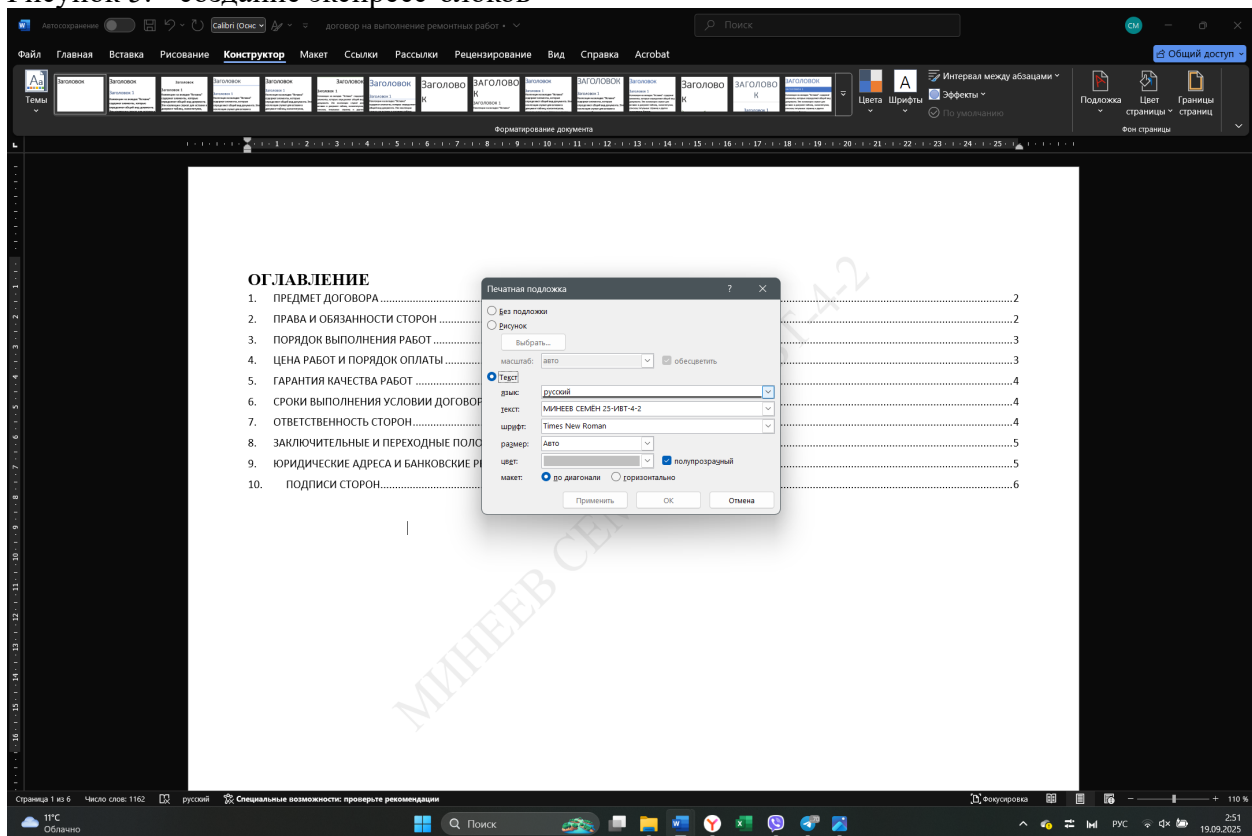 Рисунок 5. - создание экспресс-блоков
Автосохранение
Calibri (Оснс
договор на выполнение ремонтных работ •
Поиск
СМ
Файл Главная Вставка Рисование Конструктор Макет Ссылки Рассылки Рецензирование Вид Справка Acrobat
Общий доступ
Темы
Цвета
Шрифты
Интервал между абзацами
Эффекты
По умолчанию
Подложка
Цвет страницы
Границы страниц
Форматирование документа
Фон страницы
ОГЛАВЛЕНИЕ
1. ПРЕДМЕТ ДОГОВОРА 2
2. ПРАВА И ОБЯЗАННОСТИ СТОРОН 2
3. ПОРЯДОК ВЫПОЛНЕНИЯ РАБОТ 3
4. ЦЕНА РАБОТ И ПОРЯДОК ОПЛАТЫ 3
5. ГАРАНТИЯ КАЧЕСТВА РАБОТ 4
6. СРОКИ ВЫПОЛНЕНИЯ УСЛОВИИ ДОГОВОР 4
7. ОТВЕТСТВЕННОСТЬ СТОРОН 4
8. ЗАКЛЮЧИТЕЛЬНЫЕ И ПЕРЕХОДНЫЕ ПОЛО 5
9. ЮРИДИЧЕСКИЕ АДРЕСА И БАНКОВСКИЕ Р 5
10. ПОДПИСИ СТОРОН 6
Печатная подложка ?
Без подложки
Рисунок
Выбрать...
масштаб: авто обесцветить
Текст
язык: русский
текст: МИНЕЕВ СЕМЁН 25-ИВТ-4-2
шрифт: Times New Roman
размер: Авто
цвет: полупрозрачный
макет: по диагонали горизонтально
Применить ОК Отмена
МИНЕЕВ СЕМ
ВТ-4-2
Страница 1 из 6 Число слов: 1162 русский Специальные возможности: проверьте рекомендации
Фокусировка
110 %
11°C
Облачно
Поиск
РУС
2:51
19.09.2025